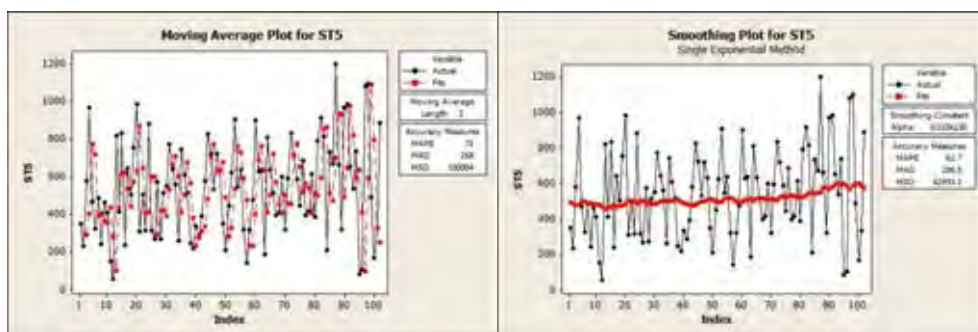 Moving Average Plot for ST5
Variable
Actual
Fits
Moving Average
Length 2
Accuracy Measures
MAPE
MAD
MSD
ST5
1200
1000
800
600
400
200
0
1 10 20 30 40 50 60 70 80 90 100
Index
Smoothing Plot for ST5
Single Exponential Method
Variable
Actual
Fits
Smoothing Constant
Alpha
Accuracy Measures
MAPE 62.7
MAD
MSD
ST5
1200
1000
800
600
400
200
0
1 10 20 30 40 50 60 70 80 90 100
Index